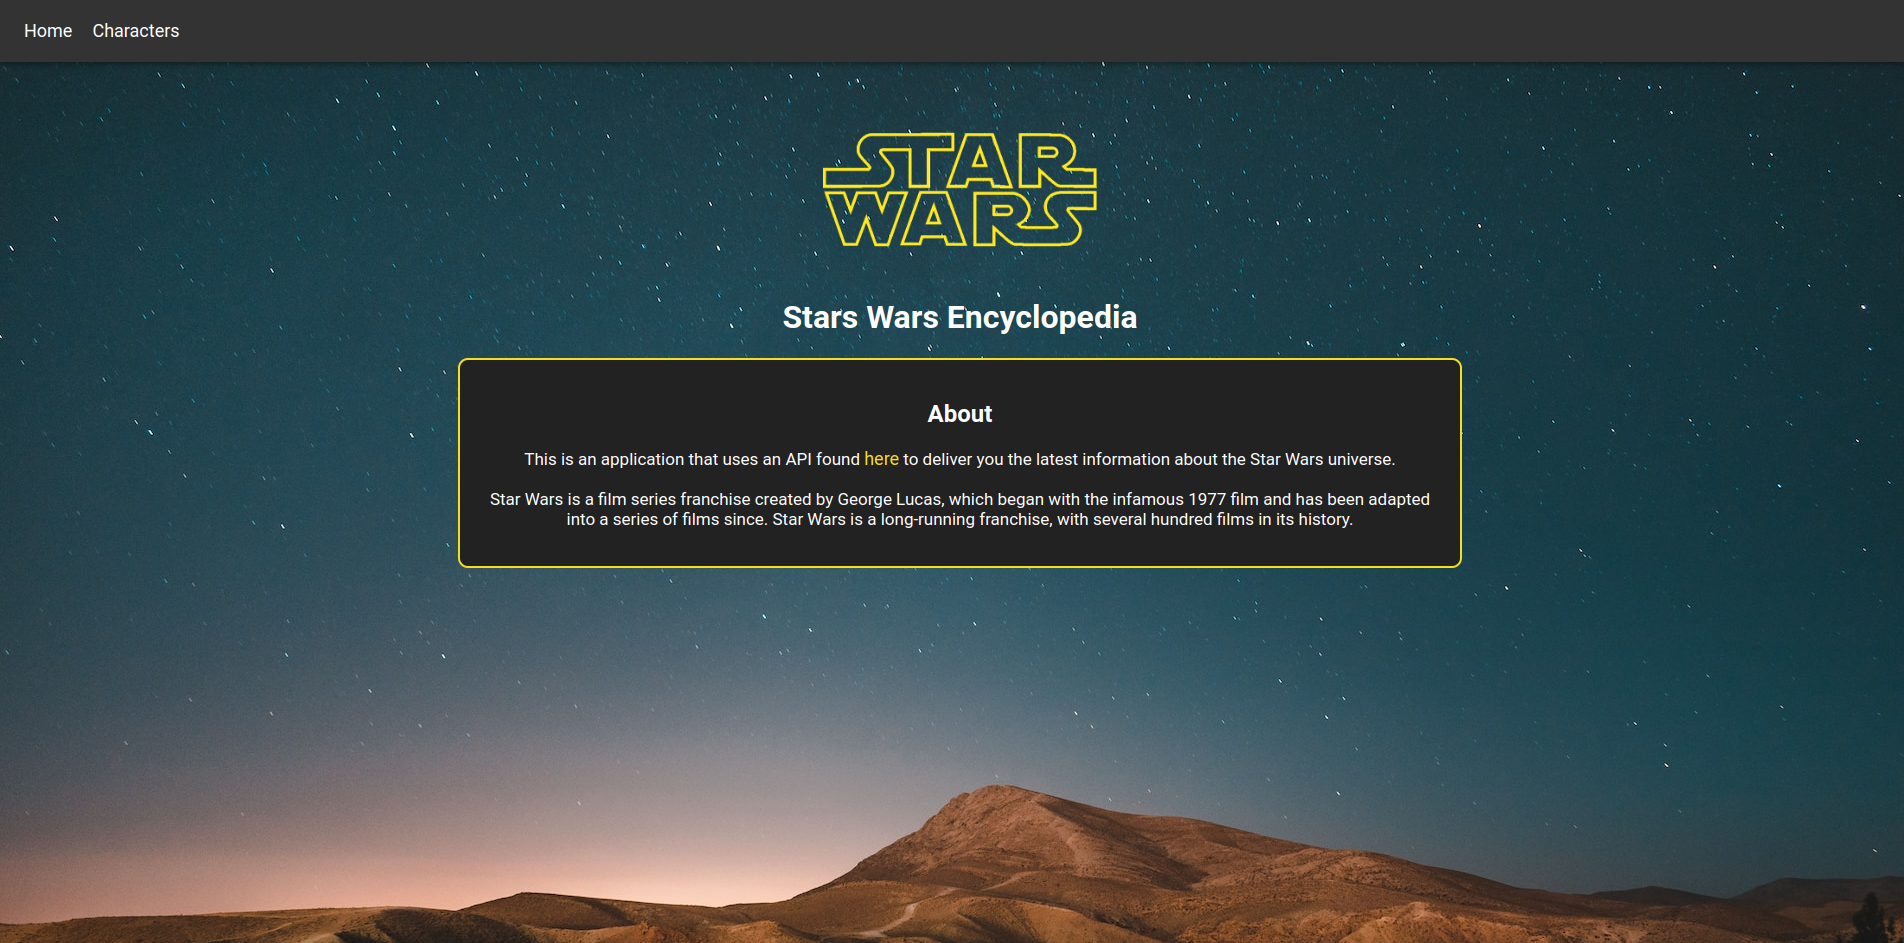 Home Characters
STAR
WARS
Stars Wars Encyclopedia
About
This is an application that uses an API found here to deliver you the latest information about the Star Wars universe.
Star Wars is a film series franchise created by George Lucas, which began with the infamous 1977 film and has been adapted
into a series of films since. Star Wars is a long-running franchise, with several hundred films in its history.